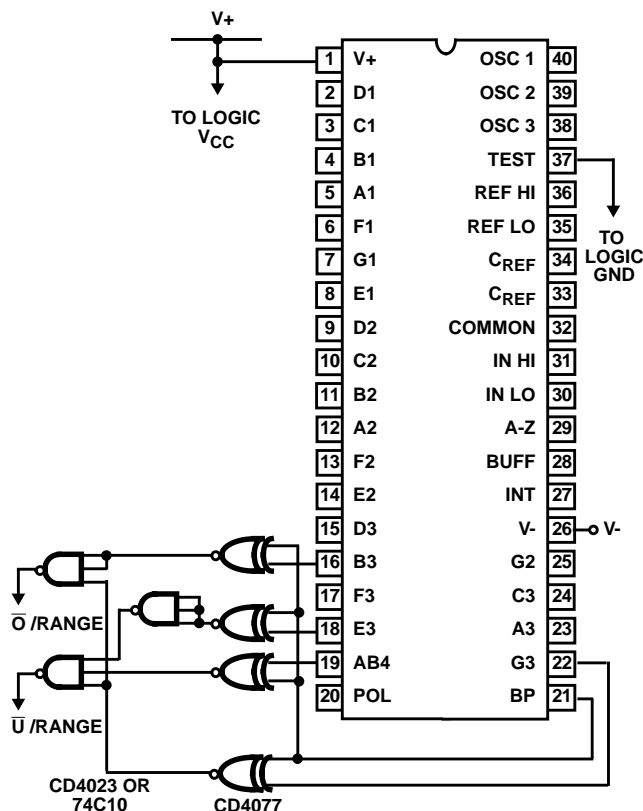 V+
TO LOGIC
VCC
1 V+ OSC 1 40
2 D1 OSC 2 39
3 C1 OSC 3 38
4 B1 TEST 37
5 A1 REF HI 36
6 F1 REF LO 35
7 G1 CREF 34
8 E1 CREF 33
9 D2 COMMON 32
10 C2 IN HI 31
11 B2 IN LO 30
12 A2 A-Z 29
13 F2 BUFF 28
14 E2 INT 27
15 D3 V- 26 V-
16 B3 G2 25
17 F3 C3 24
18 E3 A3 23
19 AB4 G3 22
20 POL BP 21
TO
LOGIC
GND
O̅ /RANGE
U̅ /RANGE
CD4023 OR
74C10
CD4077